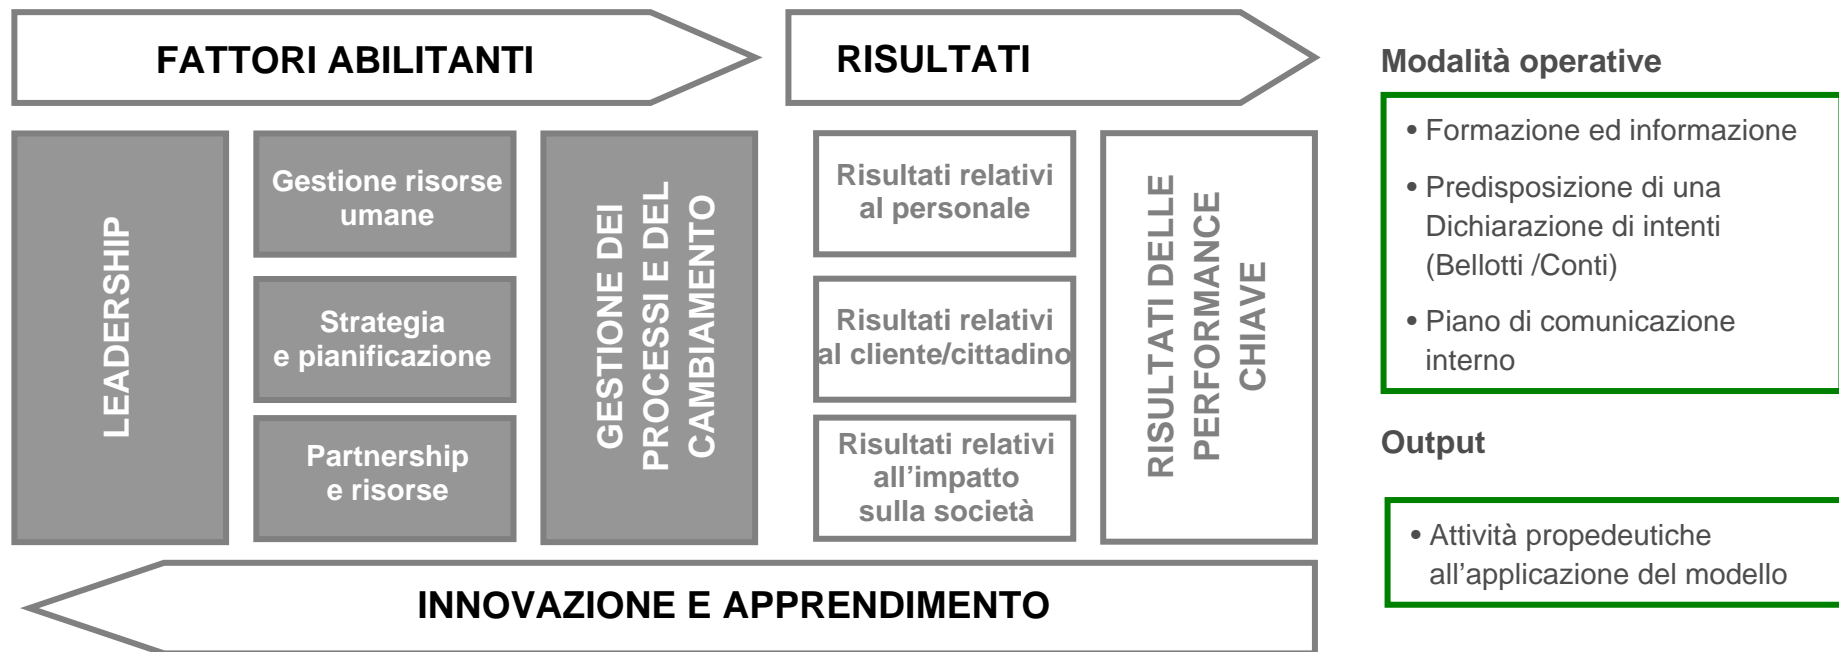 FATTORI ABILITANTI
RISULTATI
LEADERSHIP
Gestione risorse
umane
Strategia
e pianificazione
Partnership
e risorse
GESTIONE DEI
PROCESSI E DEL
CAMBIAMENTO
Risultati relativi
al personale
Risultati relativi
al cliente/cittadino
Risultati relativi
all’impatto
sulla società
RISULTATI DELLE
PERFORMANCE
CHIAVE
INNOVAZIONE E APPRENDIMENTO
Modalità operative
• Formazione ed informazione
• Predisposizione di una
Dichiarazione di intenti
(Bellotti /Conti)
• Piano di comunicazione
interno
Output
• Attività propedeutiche
all’applicazione del modello